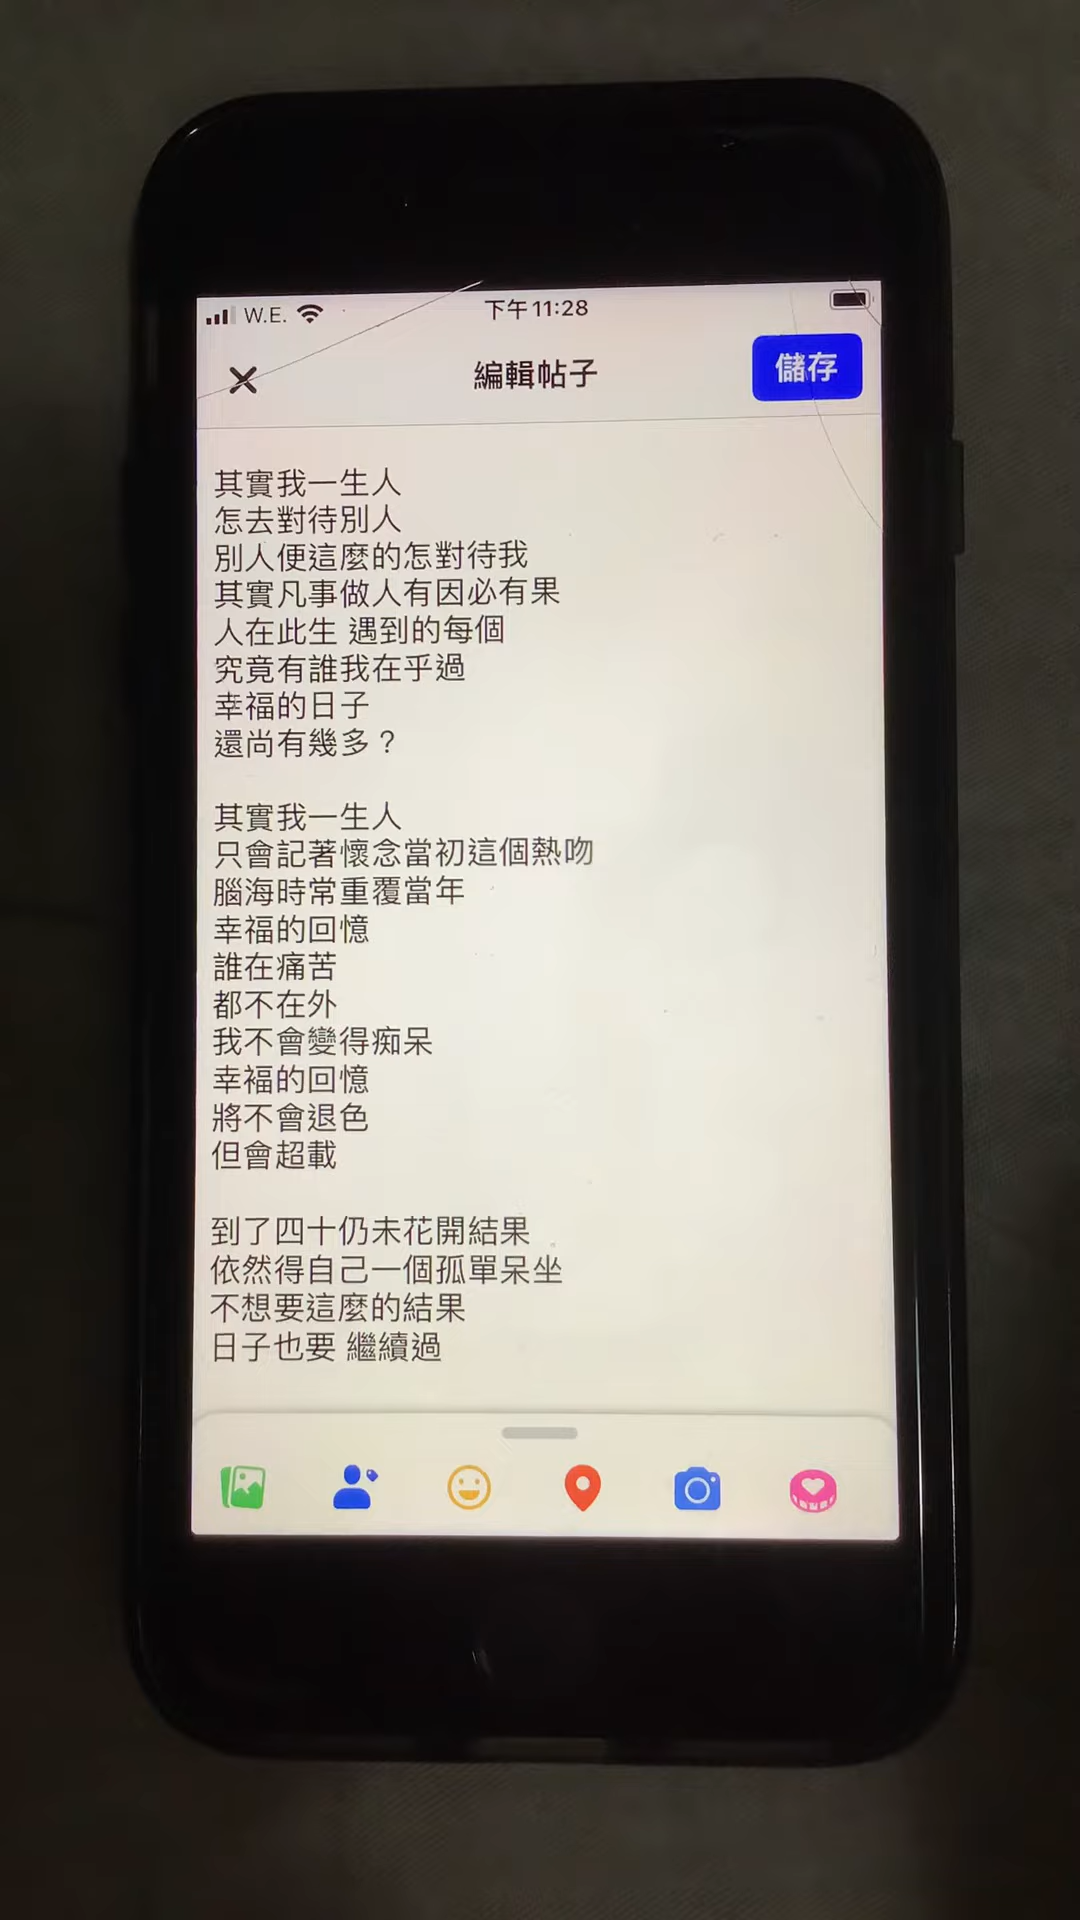 W.E.
下午11:28
編輯帖子
儲存
其實我一生人
怎去對待別人
別人便這麼的怎對待我
其實凡事做人有因必有果
人在此生 遇到的每個
究竟有誰我在乎過
幸福的日子
還尚有幾多？
其實我一生人
只會記著懷念當初這個熱吻
腦海時常重覆當年
幸福的回憶
誰在痛苦
都不在外
我不會變得痴呆
幸福的回憶
將不會退色
但會超載
到了四十仍未花開結果
依然得自己一個孤單呆坐
不想要這麼的結果
日子也要 繼續過